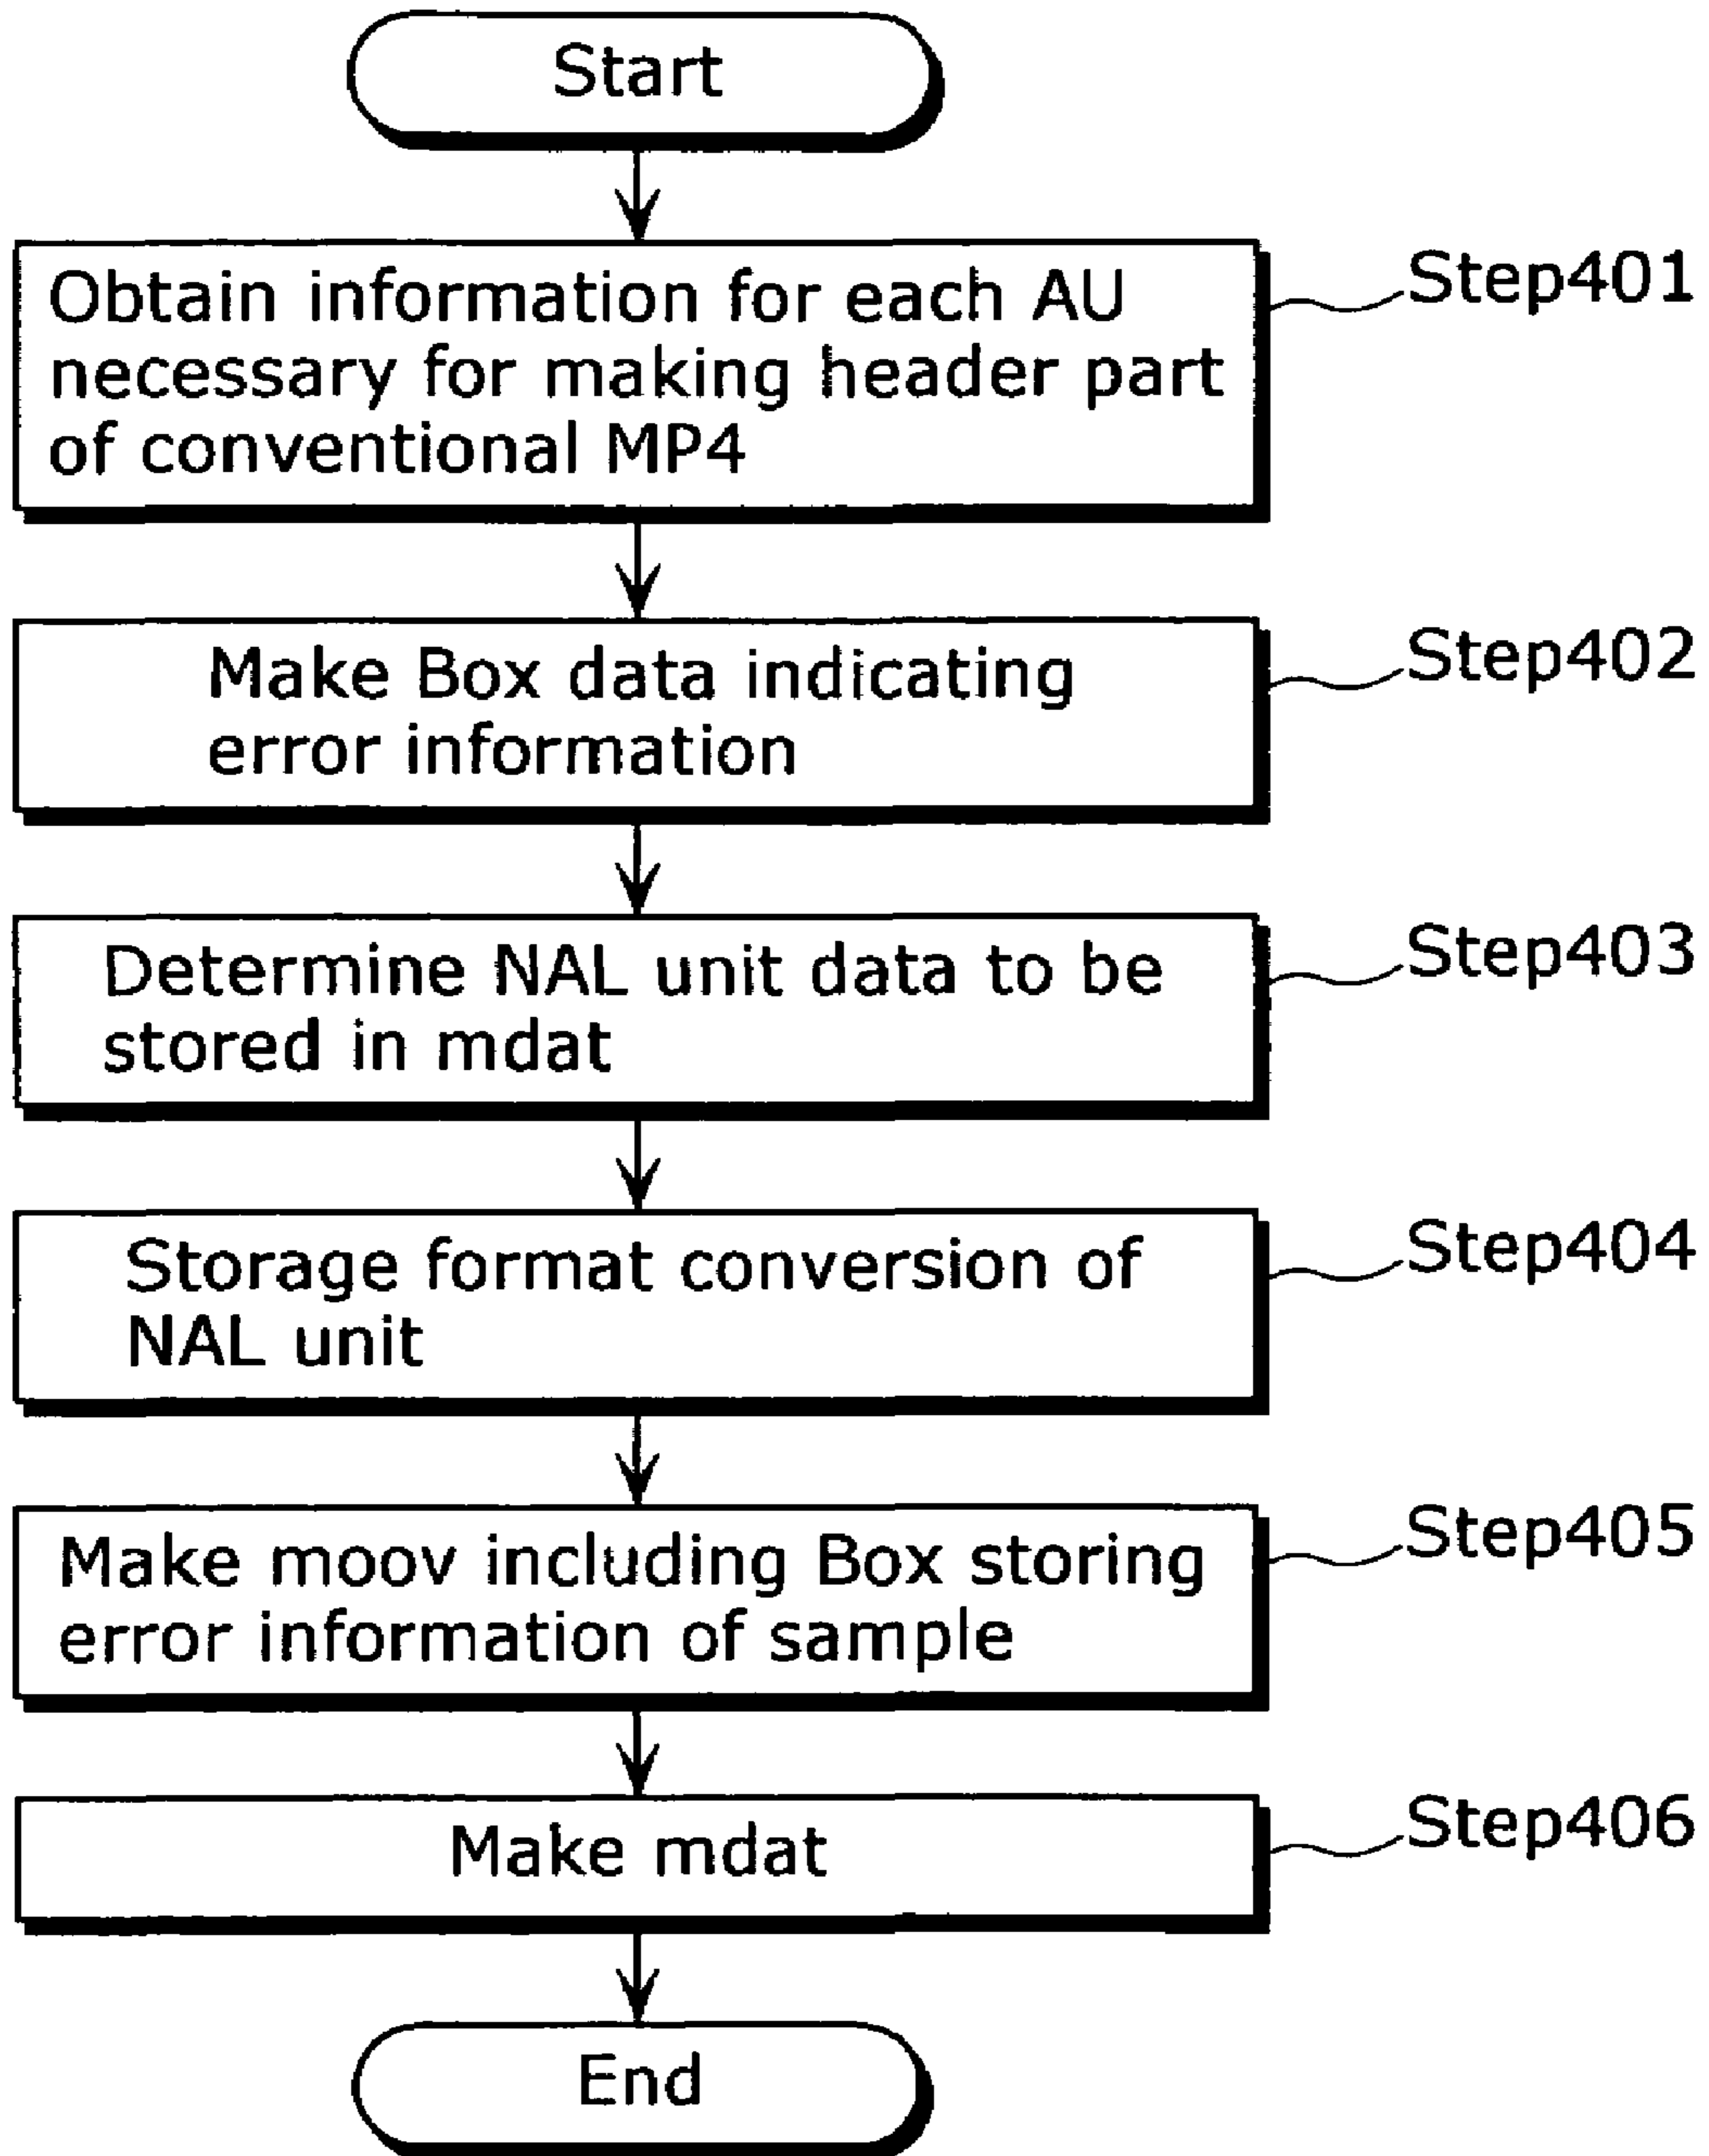 Start
Obtain information for each AU
necessary for making header part
of conventional MP4
Step401
Make Box data indicating
error information
Step402
Determine NAL unit data to be
stored in mdat
Step403
Storage format conversion of
NAL unit
Step404
Make moov including Box storing
error information of sample
Step405
Make mdat
Step406
End